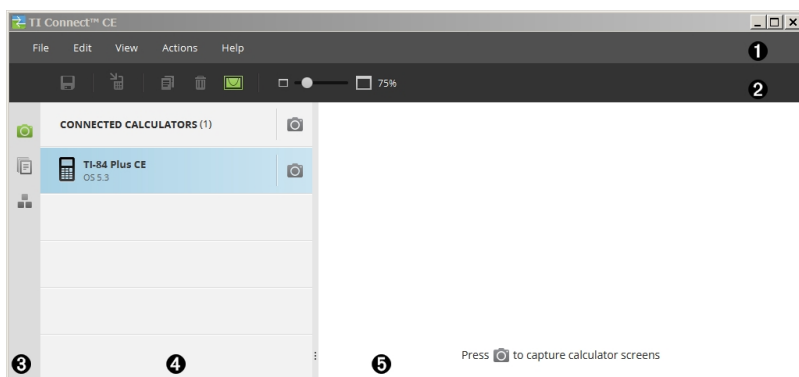 TI Connect™ CE
File Edit View Actions Help ❶
75% ❷
CONNECTED CALCULATORS (1)
TI-84 Plus CE
OS 5.3
Press to capture calculator screens
❸ ❹ ❺